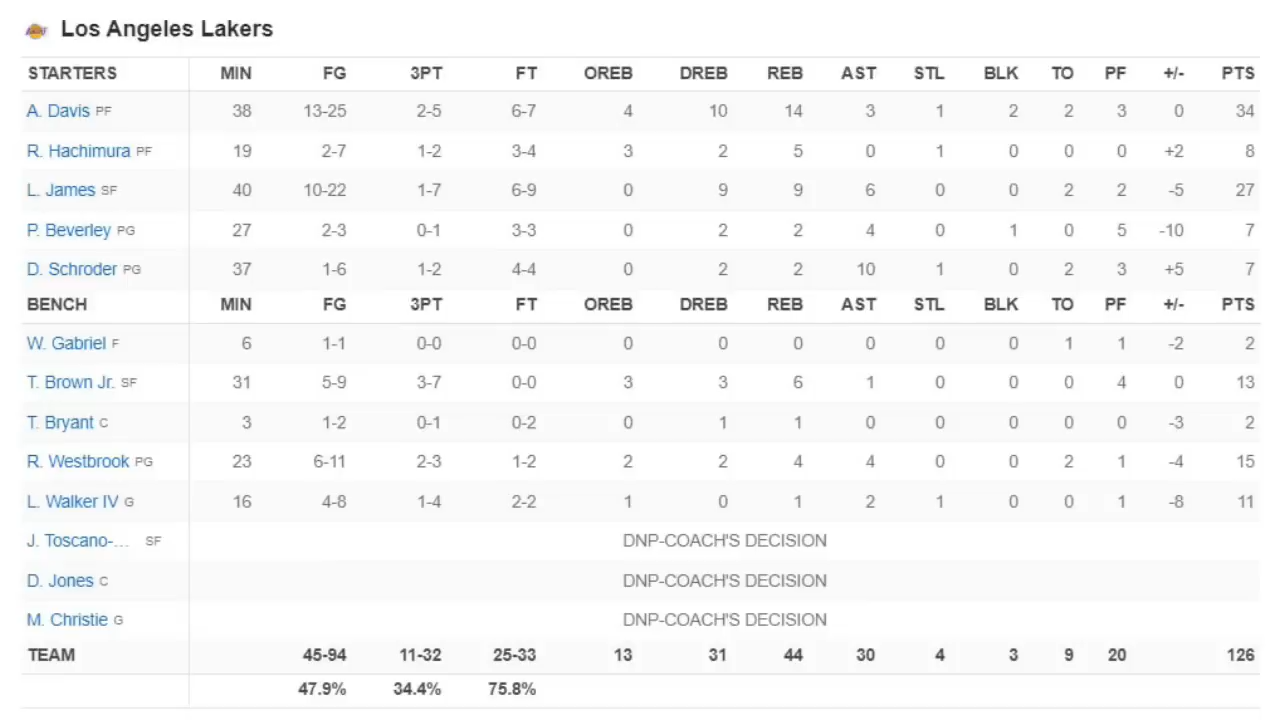 Los Angeles Lakers
STARTERS MIN FG 3PT FT OREB DREB REB AST STL BLK TO PF +/- PTS
A. Davis PF 38 13-25 2-5 6-7 4 10 14 3 1 2 2 3 0 34
R. Hachimura PF 19 2-7 1-2 3-4 3 2 5 0 1 0 0 0 +2 8
L. James SF 40 10-22 1-7 6-9 0 9 9 6 0 0 2 2 -5 27
P. Beverley PG 27 2-3 0-1 3-3 0 2 2 4 0 1 0 5 -10 7
D. Schroder PG 37 1-6 1-2 4-4 0 2 2 10 1 0 2 3 +5 7
BENCH MIN FG 3PT FT OREB DREB REB AST STL BLK TO PF +/- PTS
W. Gabriel F 6 1-1 0-0 0-0 0 0 0 0 0 0 1 1 -2 2
T. Brown Jr. SF 31 5-9 3-7 0-0 3 3 6 1 0 0 0 4 0 13
T. Bryant C 3 1-2 0-1 0-2 0 1 1 0 0 0 0 0 -3 2
R. Westbrook PG 23 6-11 2-3 1-2 2 2 4 4 0 0 2 1 -4 15
L. Walker IV G 16 4-8 1-4 2-2 1 0 1 2 1 0 0 1 -8 11
J. Toscano-... SF DNP-COACH'S DECISION
D. Jones C DNP-COACH'S DECISION
M. Christie G DNP-COACH'S DECISION
TEAM 45-94 11-32 25-33 13 31 44 30 4 3 9 20 126
47.9% 34.4% 75.8%